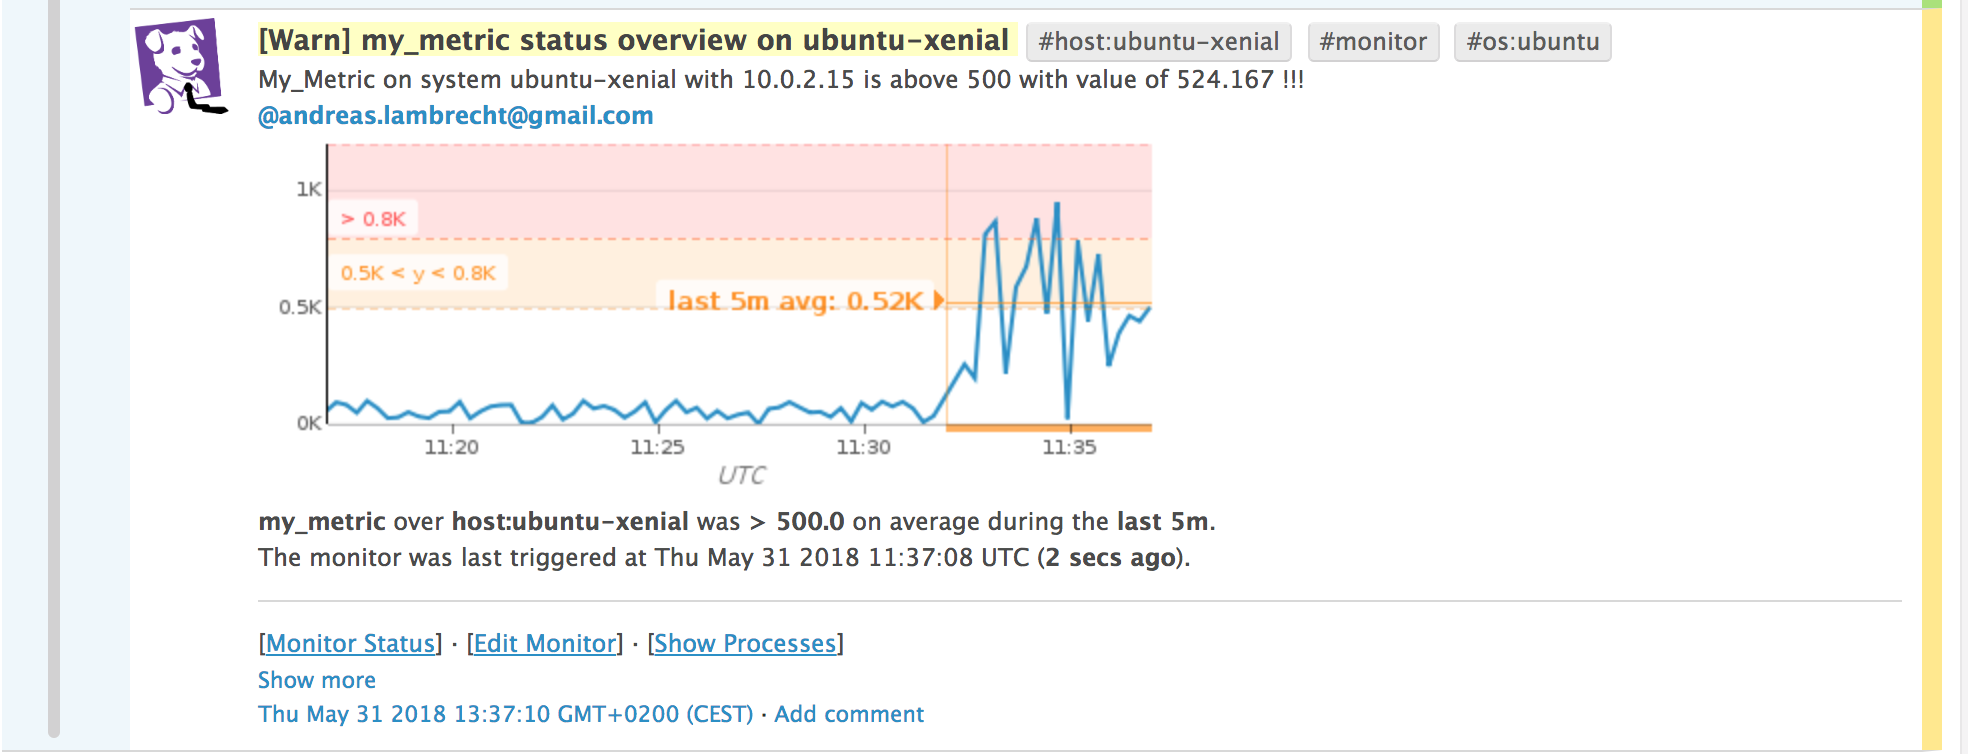 [Warn] my_metric status overview on ubuntu-xenial #host:ubuntu-xenial #monitor #os:ubuntu
My_Metric on system ubuntu-xenial with 10.0.2.15 is above 500 with value of 524.167 !!!
@andreas.lambrecht@gmail.com
1K
> 0.8K
0.5K < y < 0.8K
last 5m avg: 0.52K
0.5K
0K
11:20 11:25 11:30 11:35
UTC
my_metric over host:ubuntu-xenial was > 500.0 on average during the last 5m.
The monitor was last triggered at Thu May 31 2018 11:37:08 UTC (2 secs ago).
[Monitor Status] · [Edit Monitor] · [Show Processes]
Show more
Thu May 31 2018 13:37:10 GMT+0200 (CEST) · Add comment